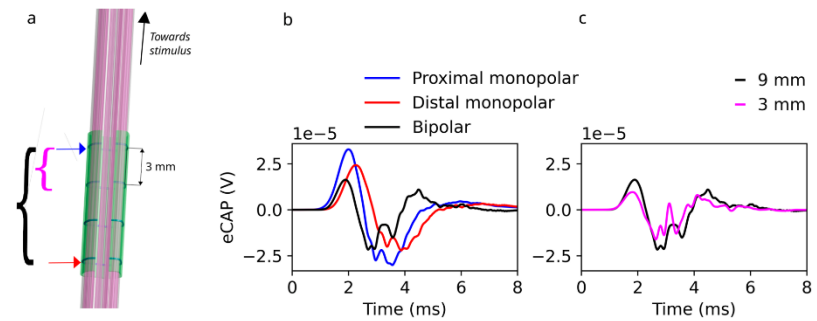 a
Towards
stimulus
3 mm
b
Proximal monopolar
Distal monopolar
Bipolar
1e−5
eCAP (V)
2.5
0.0
−2.5
0 2 4 6 8
Time (ms)
c
9 mm
3 mm
1e−5
2.5
0.0
−2.5
0 2 4 6 8
Time (ms)